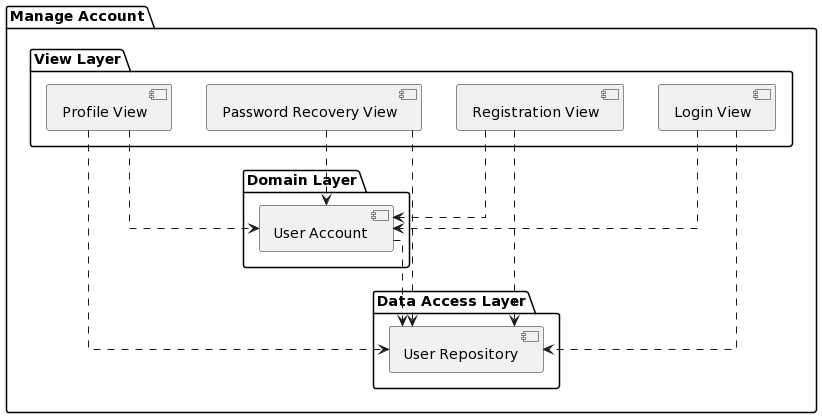 Manage Account
View Layer
Profile View
Password Recovery View
Registration View
Login View
Domain Layer
User Account
Data Access Layer
User Repository